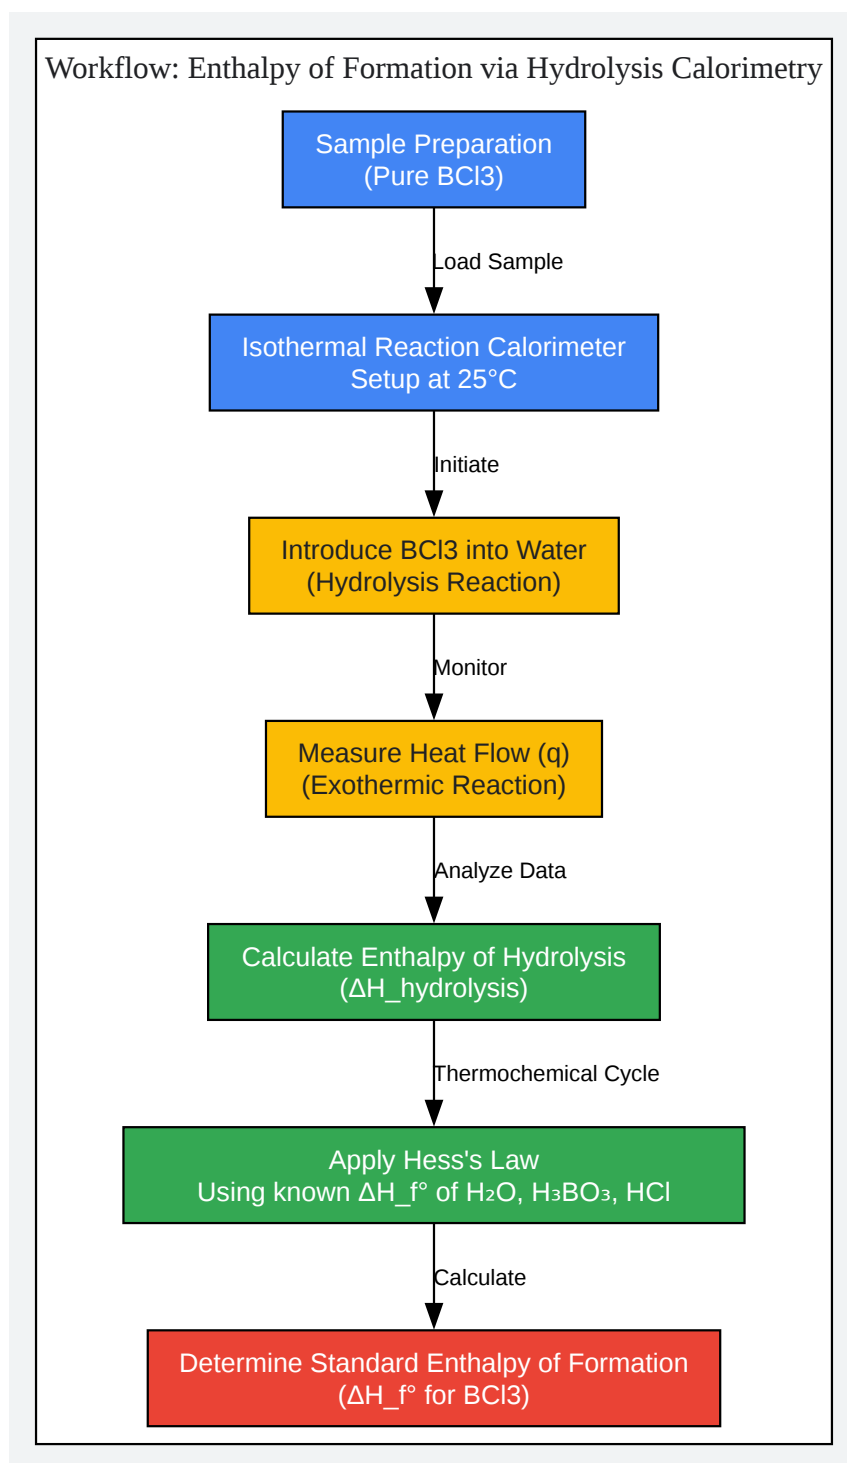 Workflow: Enthalpy of Formation via Hydrolysis Calorimetry
Sample Preparation
(Pure BCl3)
Load Sample
Isothermal Reaction Calorimeter
Setup at 25°C
Initiate
Introduce BCl3 into Water
(Hydrolysis Reaction)
Monitor
Measure Heat Flow (q)
(Exothermic Reaction)
Analyze Data
Calculate Enthalpy of Hydrolysis
(ΔH_hydrolysis)
Thermochemical Cycle
Apply Hess's Law
Using known ΔH_f° of H₂O, H₃BO₃, HCl
Calculate
Determine Standard Enthalpy of Formation
(ΔH_f° for BCl3)